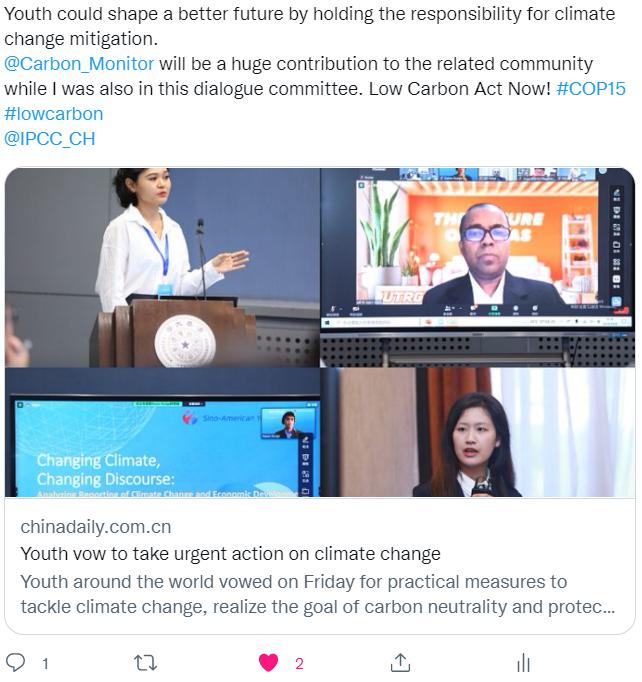 Youth could shape a better future by holding the responsibility for climate
change mitigation.
@Carbon_Monitor will be a huge contribution to the related community
while I was also in this dialogue committee. Low Carbon Act Now! #COP15
#lowcarbon
@IPCC_CH
UTRG
Sino-American Y
Changing Climate,
Changing Discourse:
Analyzing Reporting of Climate Change and Economic Developme
chinadaily.com.cn
Youth vow to take urgent action on climate change
Youth around the world vowed on Friday for practical measures to
tackle climate change, realize the goal of carbon neutrality and protec...
1
2